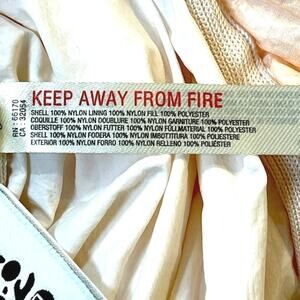 RN : 66170
CA : 32054
KEEP AWAY FROM FIRE
SHELL 100% NYLON LINING 100% NYLON FILL 100% POLYESTER
COQUILLE 100% NYLON DOUBLURE 100% NYLON GARNITURE 100% POLYESTER
OBERSTOFF 100% NYLON FUTTER 100% NYLON FÜLLMATERIAL 100% POLYESTER
SHELL 100% NYLON FODERA 100% NYLON IMBOTTITURA 100% POLIESTERE
EXTERIOR 100% NYLON FORRO 100% NYLON RELLENO 100% POLIÉSTER